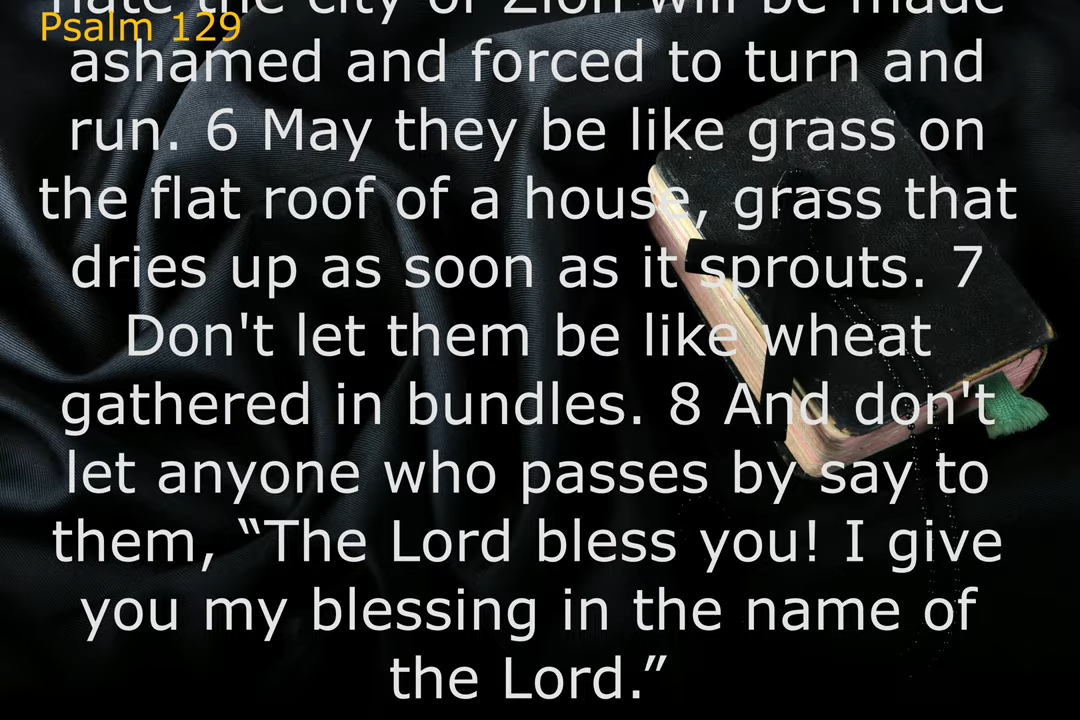 hate the city of Zion will be made
Psalm 129
ashamed and forced to turn and
run. 6 May they be like grass on
the flat roof of a house, grass that
dries up as soon as it sprouts. 7
Don't let them be like wheat
gathered in bundles. 8 And don't
let anyone who passes by say to
them, “The Lord bless you! I give
you my blessing in the name of
the Lord.”